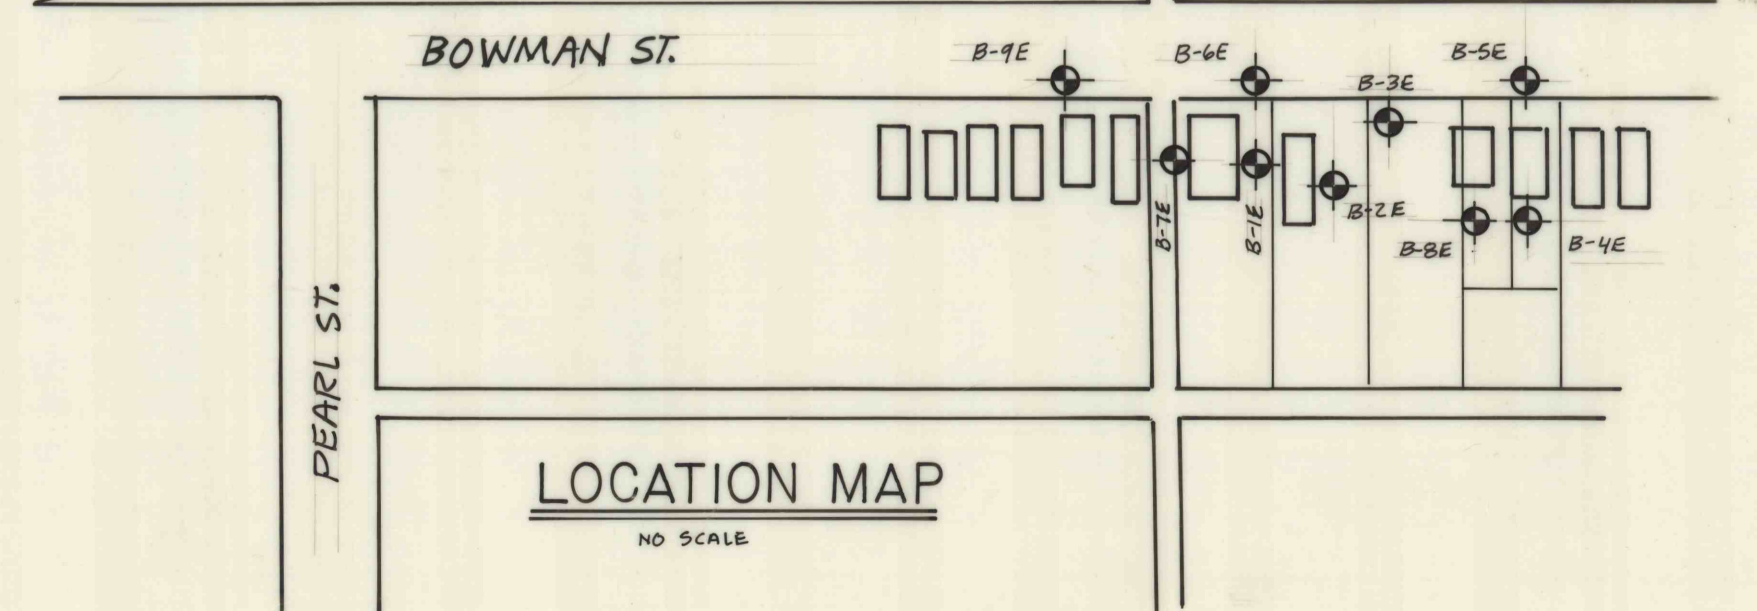 BOWMAN ST.
B-9E
B-6E
B-5E
B-3E
B-7E
B-1E
B-2E
B-8E
B-4E
PEARL ST.
LOCATION MAP
NO SCALE